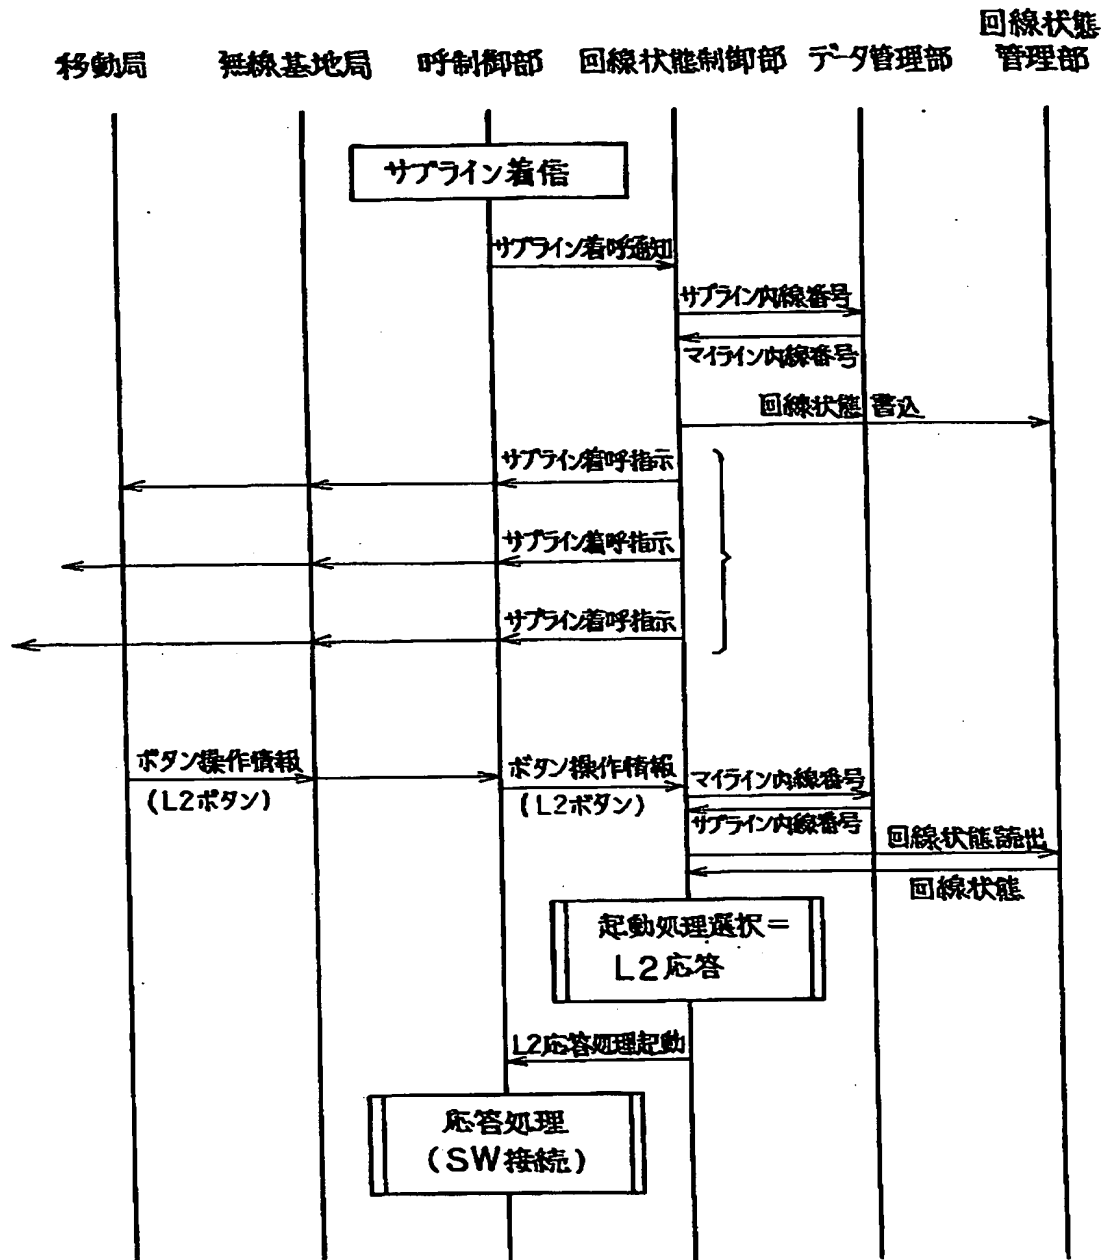 移動局
無線基地局
呼制御部
回線状態制御部
データ管理部
回線状態
管理部
サブライン着信
サブライン着呼通知
サブライン内線番号
マイライン内線番号
回線状態書込
サブライン着呼指示
サブライン着呼指示
サブライン着呼指示
ボタン操作情報
(L2ボタン)
ボタン操作情報
(L2ボタン)
マイライン内線番号
サブライン内線番号
回線状態読出
回線状態
起動処理選択=
L2応答
L2応答処理起動
応答処理
(SW接続)